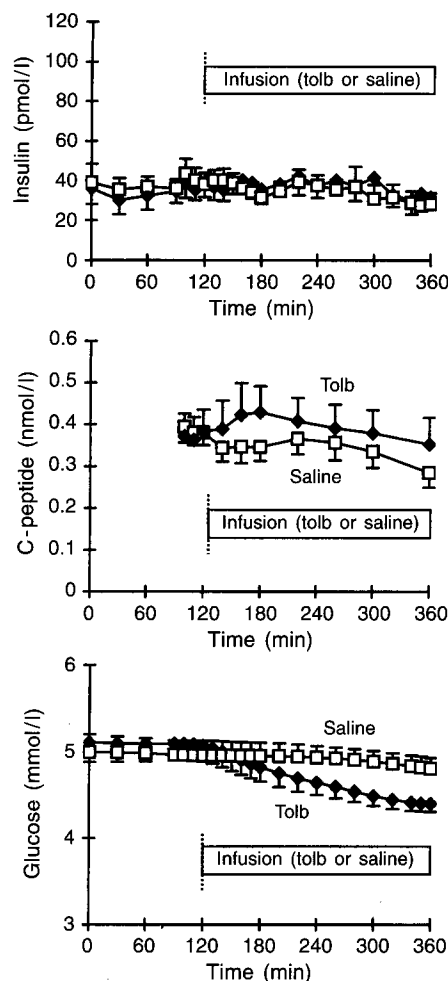 120
100
80
60
40
20
0
Insulin (pmol/l)
Infusion (tolb or saline)
0 60 120 180 240 300 360
Time (min)
0.6
0.5
0.4
0.3
0.2
0.1
0
C-peptide (nmol/l)
Tolb
Saline
Infusion (tolb or saline)
0 60 120 180 240 300 360
Time (min)
6
5
4
3
Glucose (mmol/l)
Saline
Tolb
Infusion (tolb or saline)
0 60 120 180 240 300 360
Time (min)